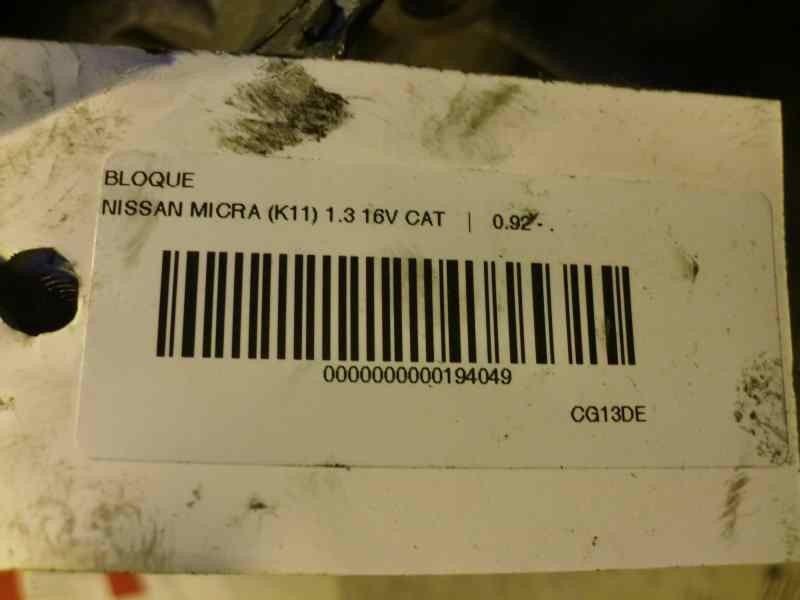 BLOQUE
NISSAN MICRA (K11) 1.3 16V CAT | 0.92 - .
0000000000194049
CG13DE